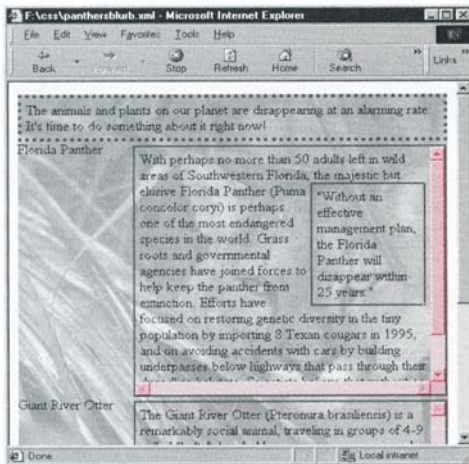 F:\css\panthersblurb.xml - Microsoft Internet Explorer
File Edit View Favorites Tools Help
Back Forward Stop Refresh Home Search » Links »
The animals and plants on our planet are disappearing at an alarming rate.
It's time to do something about it right now!
Florida Panther
With perhaps no more than 50 adults left in wild
areas of Southwestern Florida, the majestic but
elusive Florida Panther (Puma
concolor coryi) is perhaps
one of the most endangered
species in the world. Grass
roots and governmental
agencies have joined forces to
help keep the panther from
extinction. Efforts have
"Without an
effective
management plan,
the Florida
Panther will
disappear within
25 years."
focused on restoring genetic diversity in the tiny
population by importing 8 Texan cougars in 1995,
and on avoiding accidents with cars by building
underpasses below highways that pass through their
Giant River Otter
The Giant River Otter (Pteronura brasiliensis) is a
remarkably social animal, traveling in groups of 4-9
Done
Local intranet